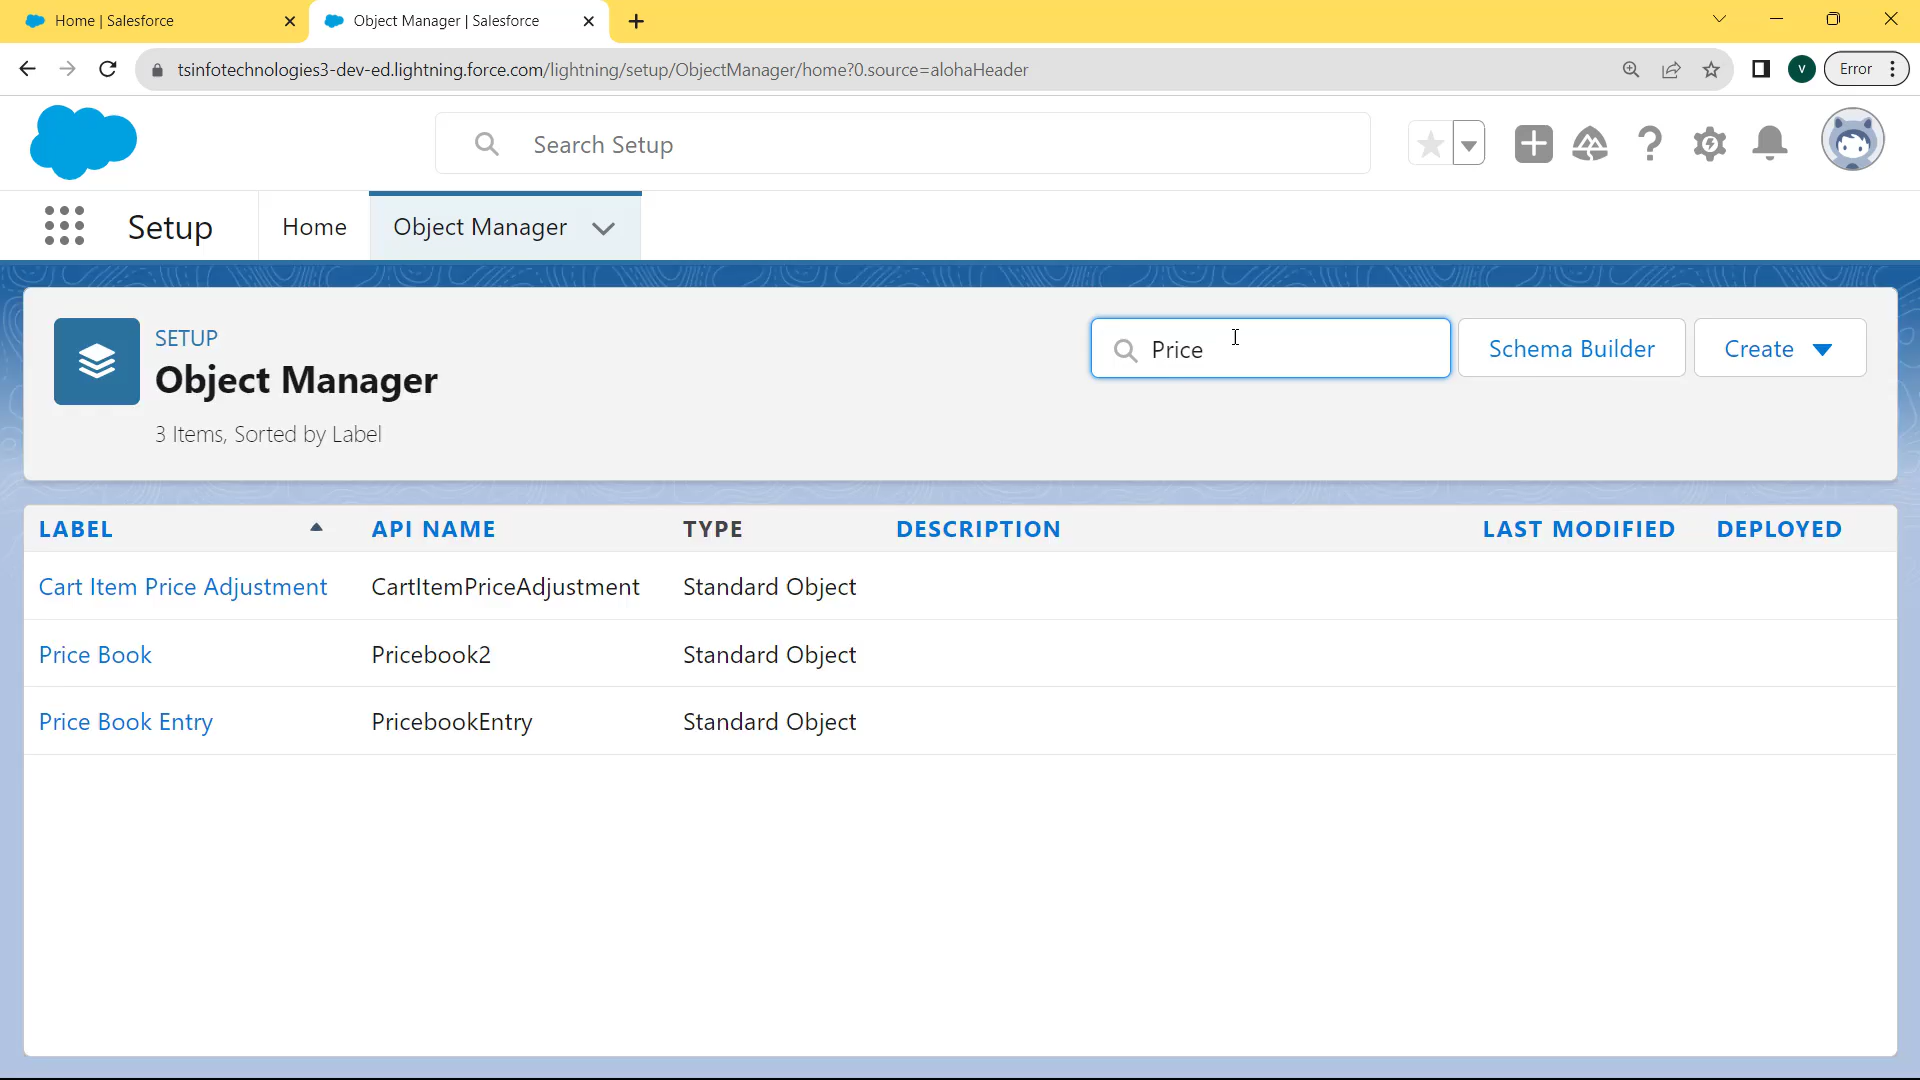 Home | Salesforce
Object Manager | Salesforce
tsinfotechnologies3-dev-ed.lightning.force.com/lightning/setup/ObjectManager/home?0.source=alohaHeader
V
Error
Search Setup
Setup
Home
Object Manager
SETUP
Object Manager
3 Items, Sorted by Label
Price
Schema Builder
Create
LABEL API NAME TYPE DESCRIPTION LAST MODIFIED DEPLOYED
Cart Item Price Adjustment CartItemPriceAdjustment Standard Object
Price Book Pricebook2 Standard Object
Price Book Entry PricebookEntry Standard Object